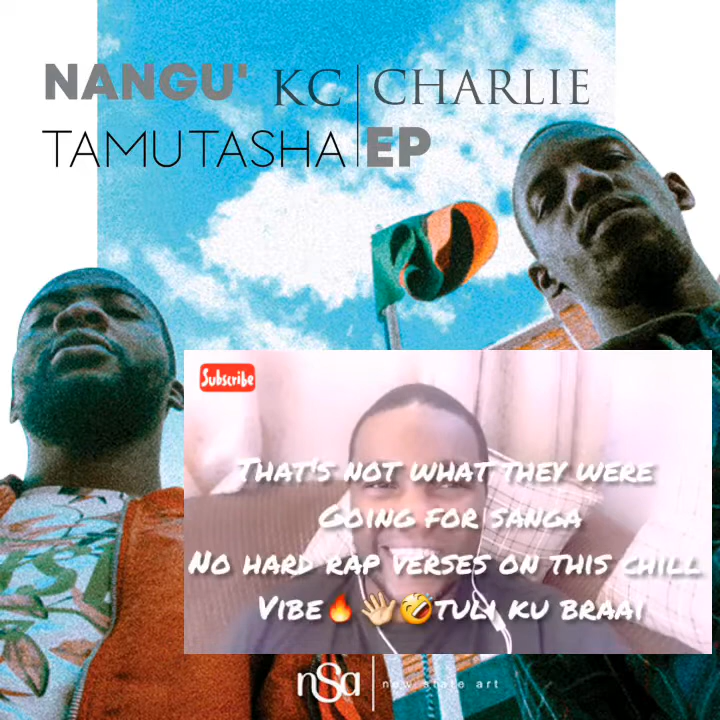 NANGU' KC CHARLIE
TAMUTASHA EP
Subscribe
THAT'S NOT WHAT THEY WERE
GOING FOR SANGA
NO HARD RAP VERSES ON THIS CHILL
VIBE🔥👋🤣TULI KU BRAAI
nsa new state art